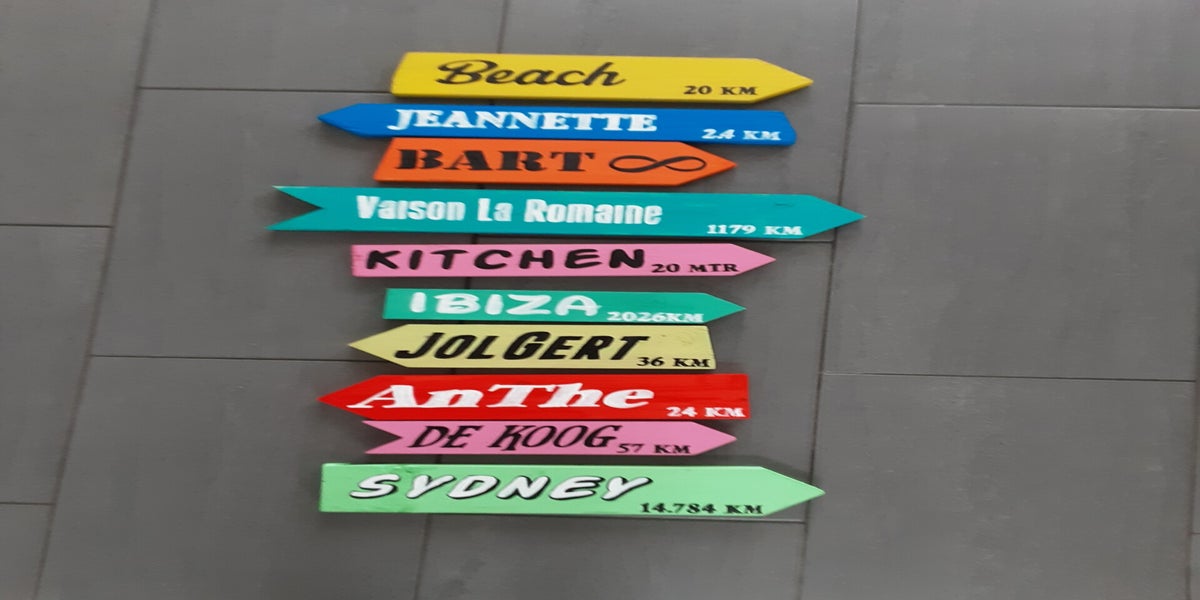 Beach 20 KM
JEANNETTE 2.4 KM
BART ∞
Vaison La Romaine 1179 KM
KITCHEN 20 MTR
IBIZA 2026KM
JOLGERT 36 KM
AnThe 24 KM
DE KOOG 57 KM
SYDNEY 14.784 KM